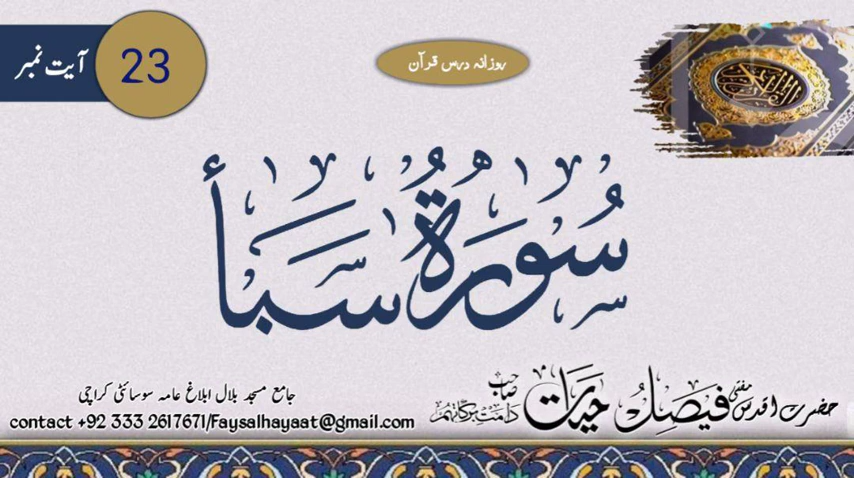 آیت نمبر 23
روزانہ درس قرآن
سُورَةُ سَبَأ
حضرت اقدس مفتی فیصل حیات صاحب دامت برکاتہم
جامع مسجد بلال ابلاغ عامہ سوسائٹی کراچی
contact +92 333 2617671/Faysalhayaat@gmail.com